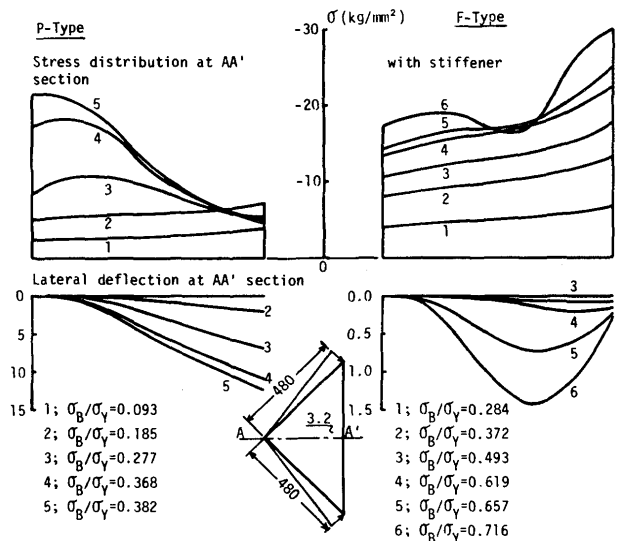 P-Type
Stress distribution at AA'
section
5
4
3
2
1
-30
σ (kg/mm²)
-20
-10
0
F-Type
with stiffener
6
5
4
3
2
1
Lateral deflection at AA' section
0
5
10
15
2
3
4
5
1; σB/σY=0.093
2; σB/σY=0.185
3; σB/σY=0.277
4; σB/σY=0.368
5; σB/σY=0.382
480
480
A
3.2
A'
0.0
0.5
1.0
1.5
3
4
5
6
1; σB/σY=0.284
2; σB/σY=0.372
3; σB/σY=0.493
4; σB/σY=0.619
5; σB/σY=0.657
6; σB/σY=0.716